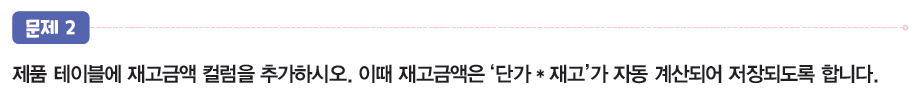 문제 2
제품 테이블에 재고금액 컬럼을 추가하시오. 이때 재고금액은 ‘단가 * 재고’가 자동 계산되어 저장되도록 합니다.